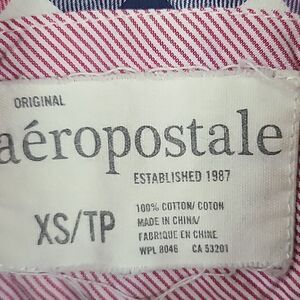 ORIGINAL
aéropostale
ESTABLISHED 1987
XS/TP
100% COTTON/ COTON
MADE IN CHINA/
FABRIQUE EN CHINE
WPL 8046 CA 53201